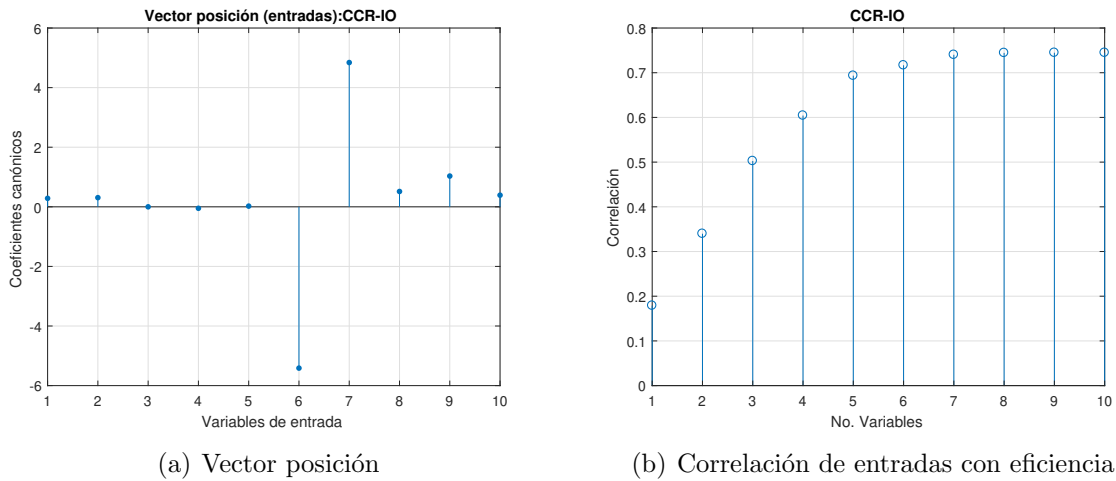 Vector posición (entradas):CCR-IO
6
4
2
0
-2
-4
-6
Coeficientes canónicos
1 2 3 4 5 6 7 8 9 10
Variables de entrada
(a) Vector posición
CCR-IO
0.8
0.7
0.6
0.5
0.4
0.3
0.2
0.1
0
Correlación
1 2 3 4 5 6 7 8 9 10
No. Variables
(b) Correlación de entradas con eficiencia